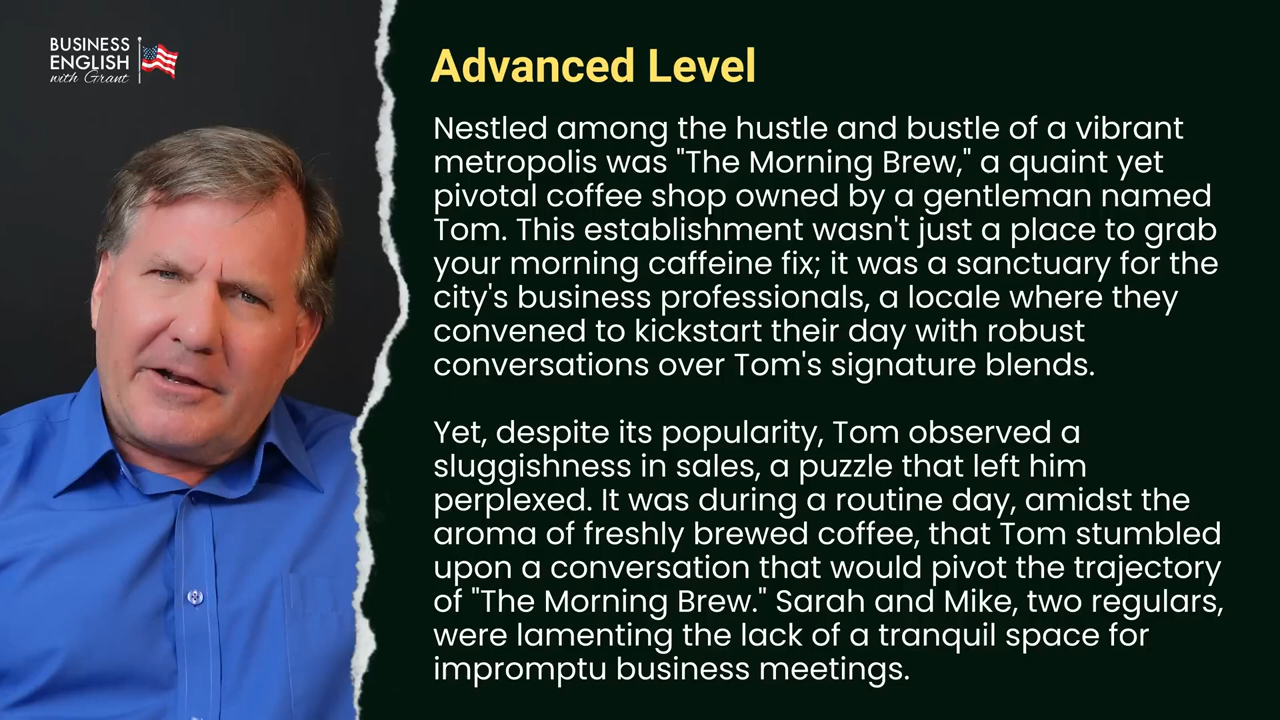 BUSINESS
ENGLISH
with Grant
Advanced Level
Nestled among the hustle and bustle of a vibrant
metropolis was "The Morning Brew," a quaint yet
pivotal coffee shop owned by a gentleman named
Tom. This establishment wasn't just a place to grab
your morning caffeine fix; it was a sanctuary for the
city's business professionals, a locale where they
convened to kickstart their day with robust
conversations over Tom's signature blends.
Yet, despite its popularity, Tom observed a
sluggishness in sales, a puzzle that left him
perplexed. It was during a routine day, amidst the
aroma of freshly brewed coffee, that Tom stumbled
upon a conversation that would pivot the trajectory
of "The Morning Brew." Sarah and Mike, two regulars,
were lamenting the lack of a tranquil space for
impromptu business meetings.